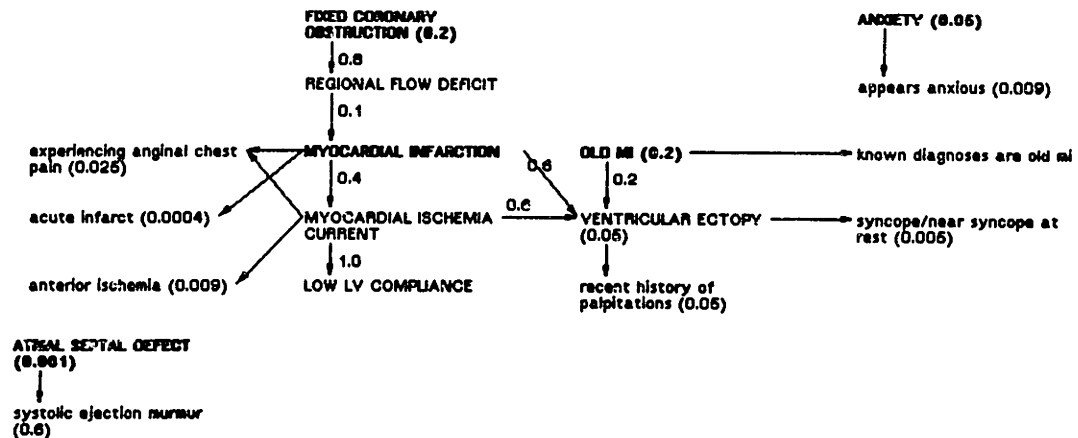 FIXED CORONARY
OBSTRUCTION (0.2)
0.8
REGIONAL FLOW DEFICIT
0.1
MYOCARDIAL INFARCTION
0.4
MYOCARDIAL ISCHEMIA
CURRENT
1.0
LOW LV COMPLIANCE
experiencing anginal chest
pain (0.025)
acute infarct (0.0004)
anterior ischemia (0.009)
0.6
0.6
OLD MI (0.2)
0.2
VENTRICULAR ECTOPY
(0.05)
recent history of
palpitations (0.05)
ANXIETY (0.05)
appears anxious (0.009)
known diagnoses are old mi
syncope/near syncope at
rest (0.005)
ATRIAL SEPTAL DEFECT
(0.001)
systolic ejection murmur
(0.6)